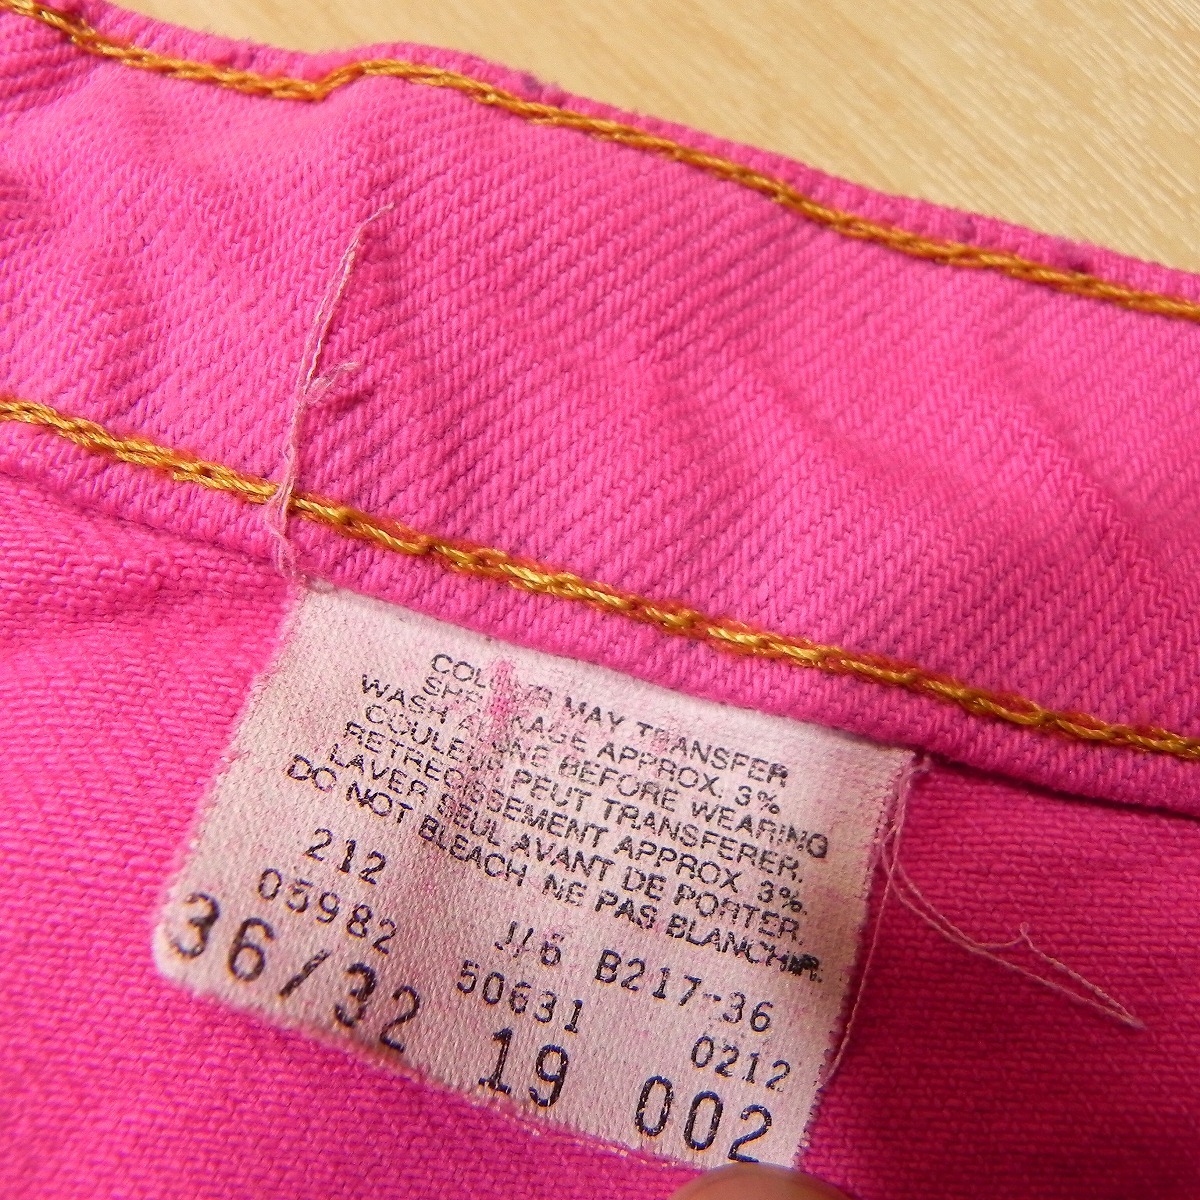 COLOUR MAY TRANSFER
SHRINKAGE APPROX. 3%
WASH ALONE BEFORE WEARING
COULEUR PEUT TRANSFERER.
RETRECISSEMENT APPROX 3%.
LAVER SEUL AVANT DE PORTER.
DO NOT BLEACH. NE PAS BLANCHIR.
212 J/6 B217-36
05982 50631 0212
36/32 19 002